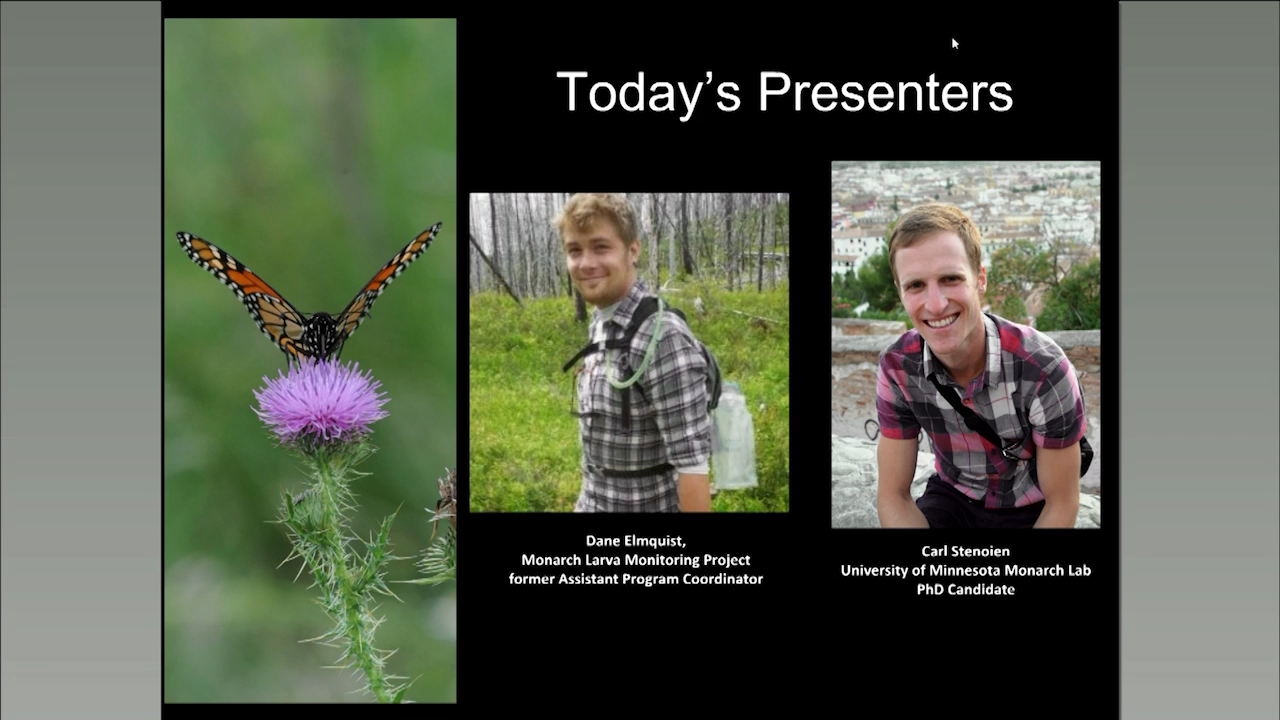 Today’s Presenters
Dane Elmquist,
Monarch Larva Monitoring Project
former Assistant Program Coordinator
Carl Stenoien
University of Minnesota Monarch Lab
PhD Candidate